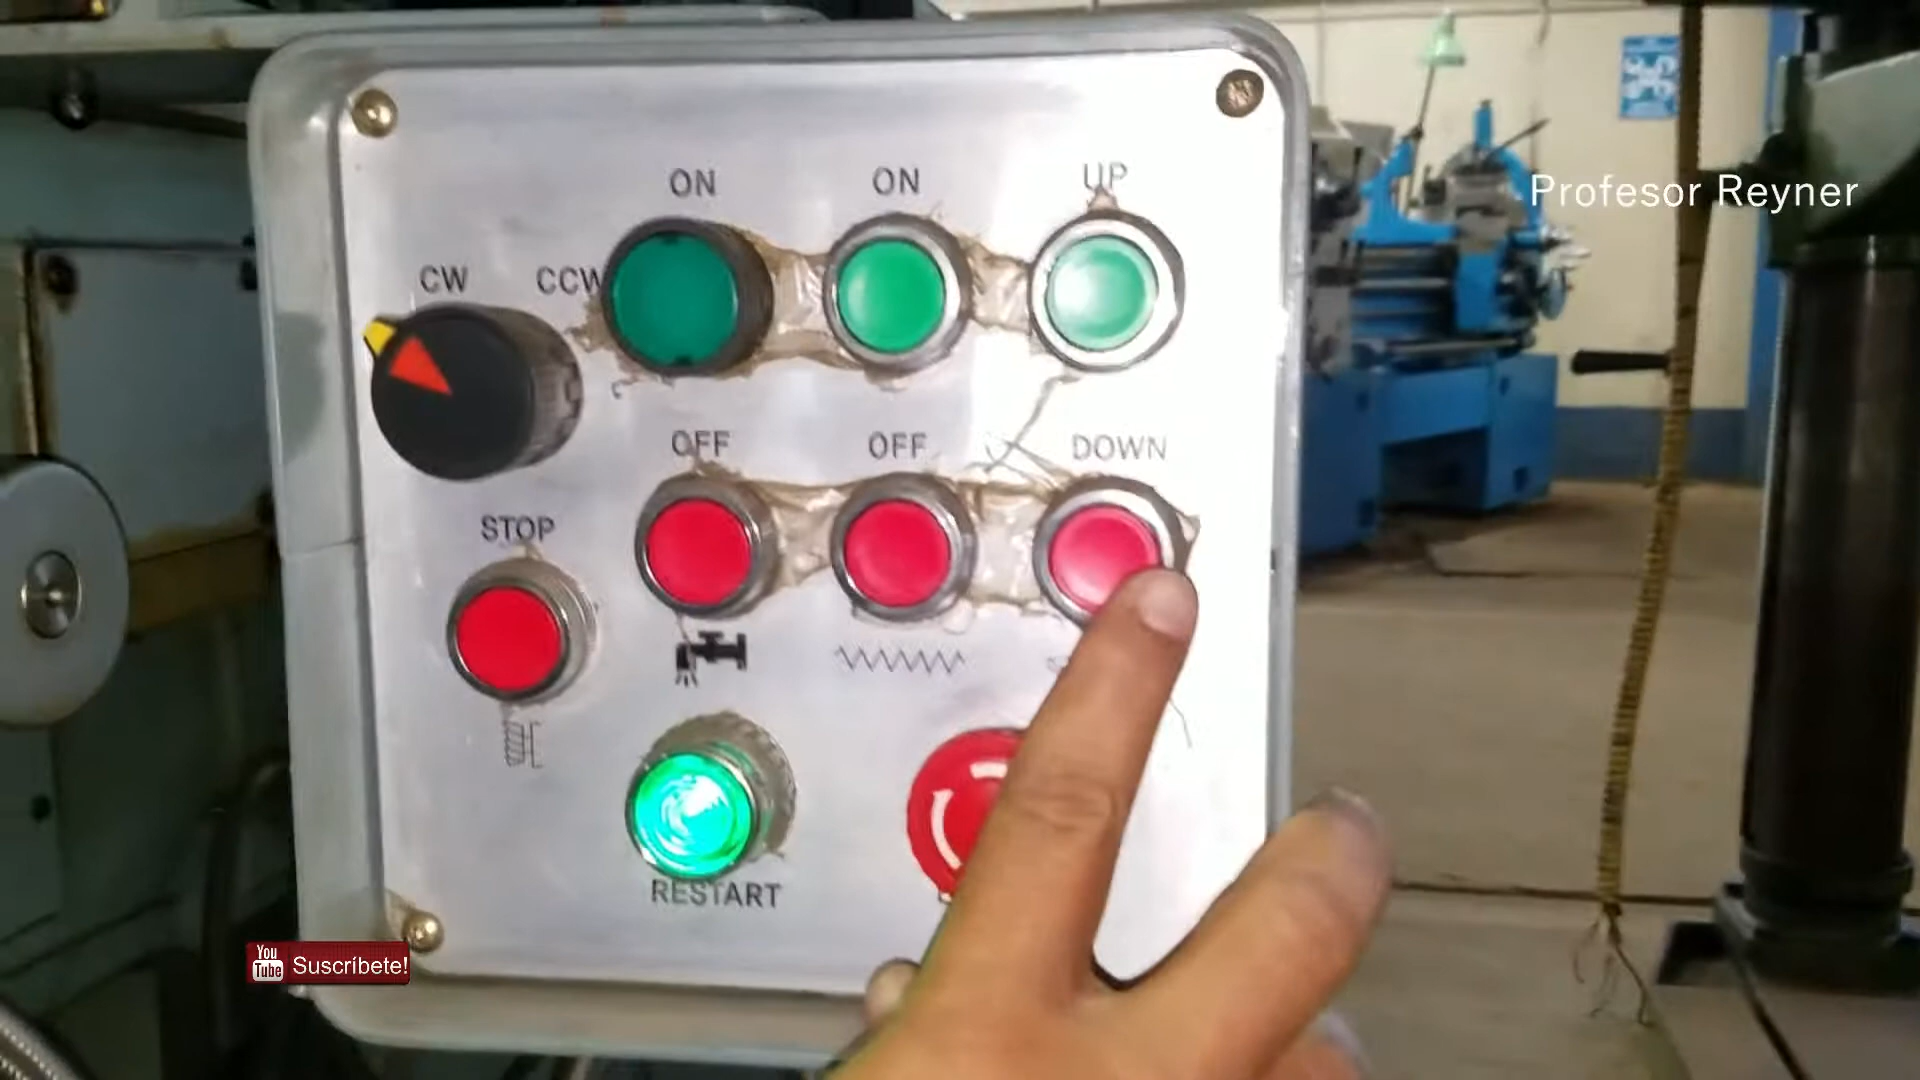 ON
ON
UP
Profesor Reyner
CW
CCW
OFF
OFF
DOWN
STOP
RESTART
You
Tube
Suscríbete!